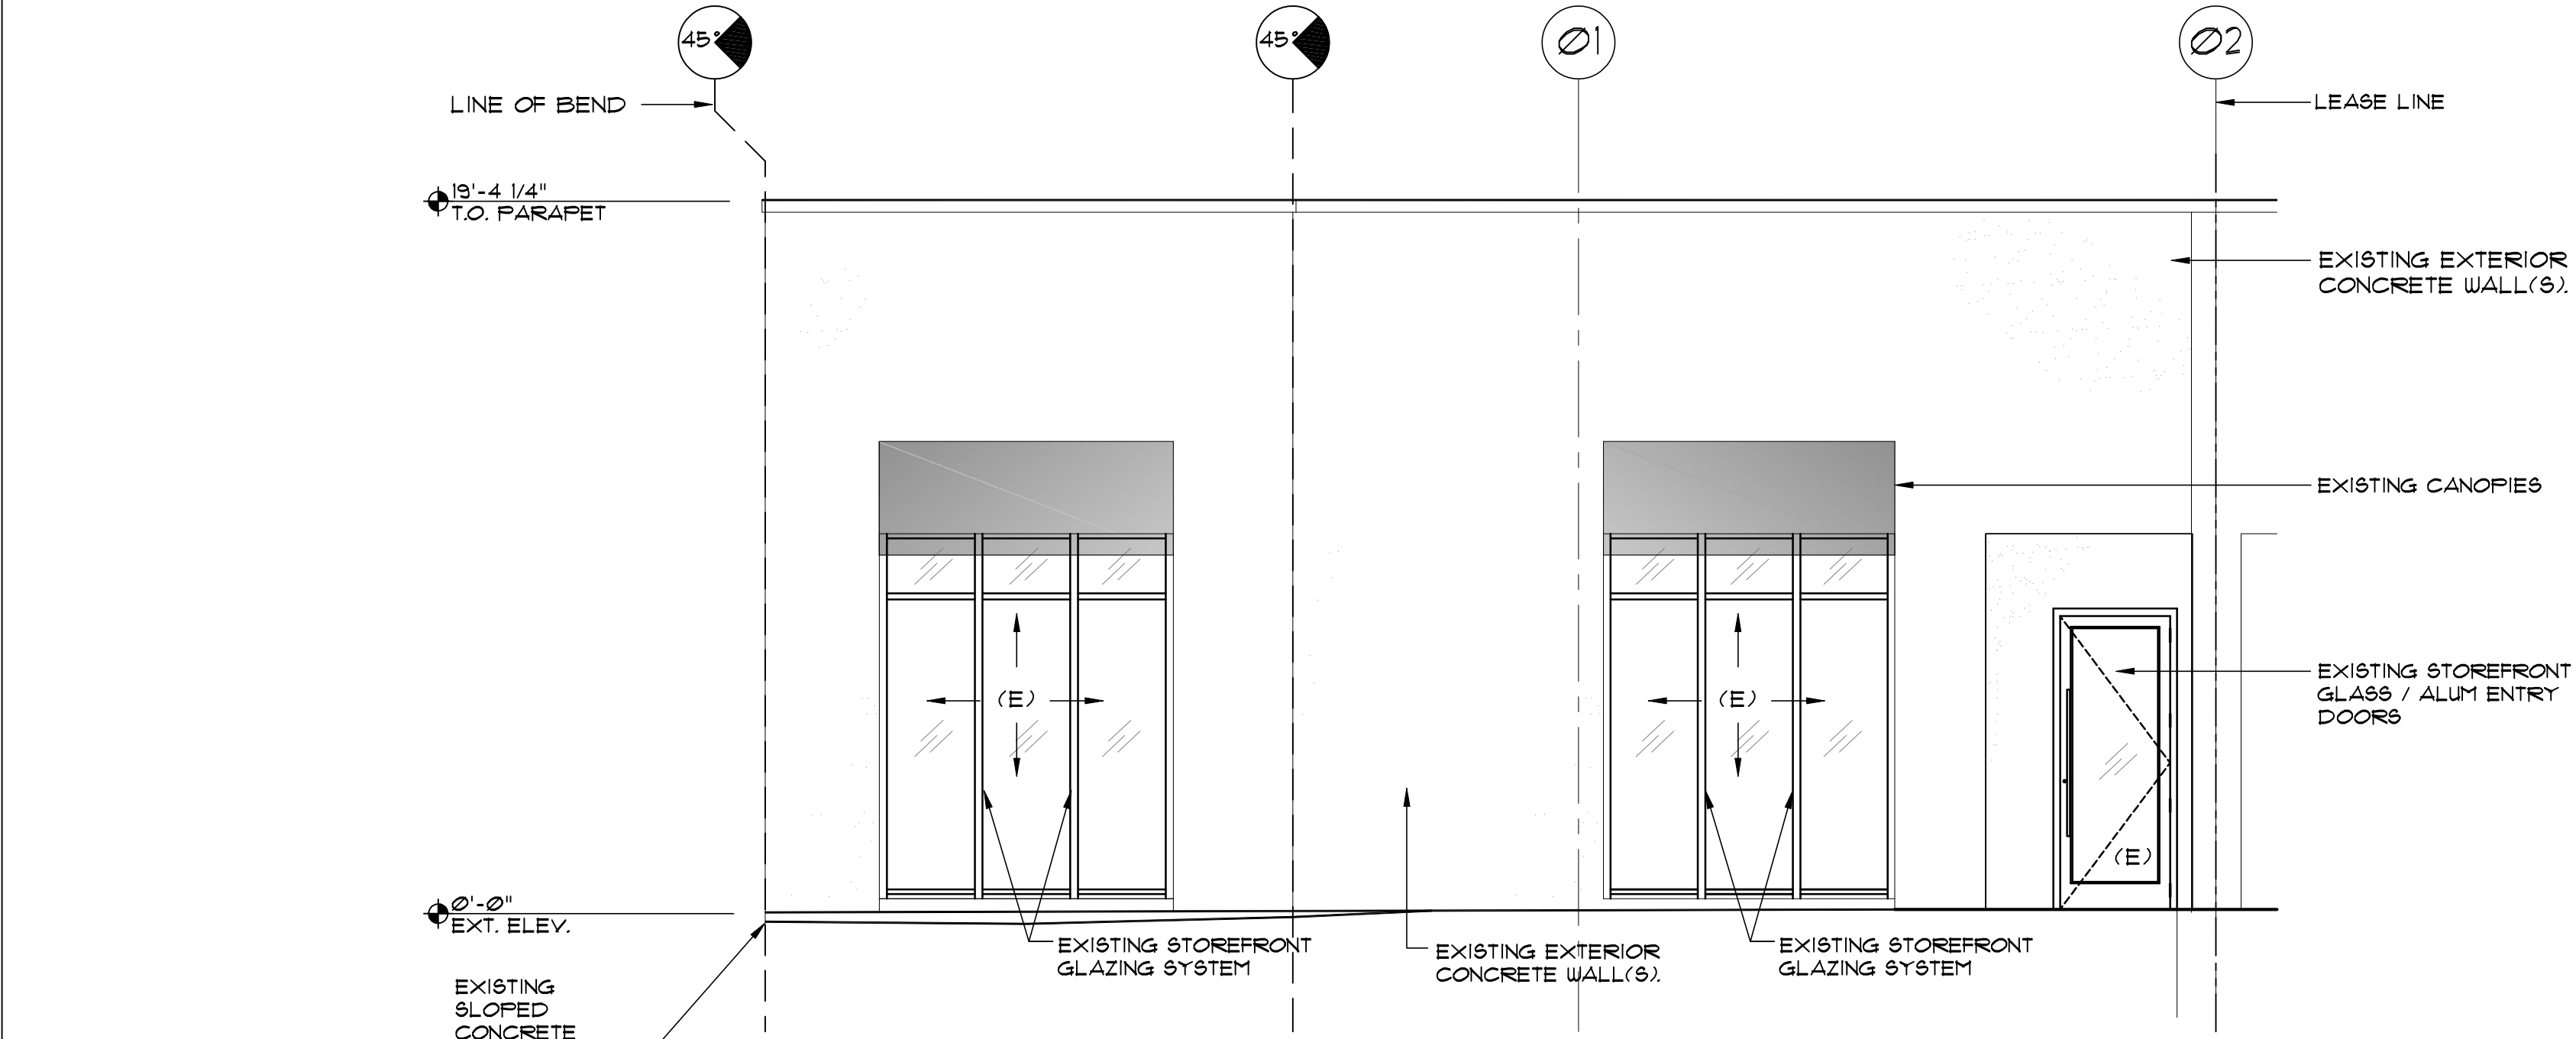 45°
45°
Ø1
Ø2
LINE OF BEND
LEASE LINE
19'-4 1/4"
T.O. PARAPET
EXISTING EXTERIOR
CONCRETE WALL(S).
EXISTING CANOPIES
EXISTING STOREFRONT
GLASS / ALUM ENTRY
DOORS
(E)
(E)
(E)
Ø'-Ø"
EXT. ELEV.
EXISTING STOREFRONT
GLAZING SYSTEM
EXISTING EXTERIOR
CONCRETE WALL(S).
EXISTING STOREFRONT
GLAZING SYSTEM
EXISTING
SLOPED
CONCRETE